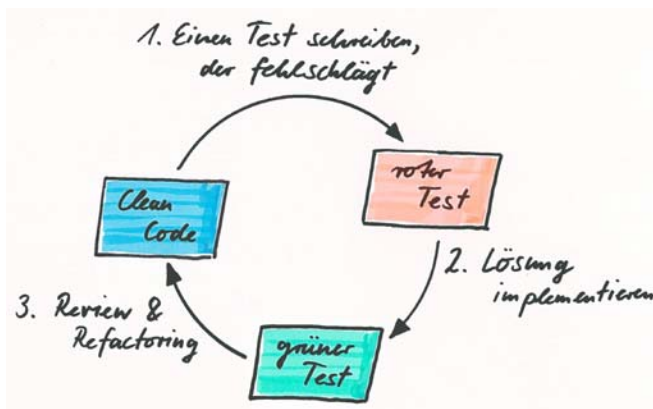 1. Einen Test schreiben,
der fehlschlägt
roter
Test
2. Lösung
implementieren
grüner
Test
3. Review &
Refactoring
Clean
Code